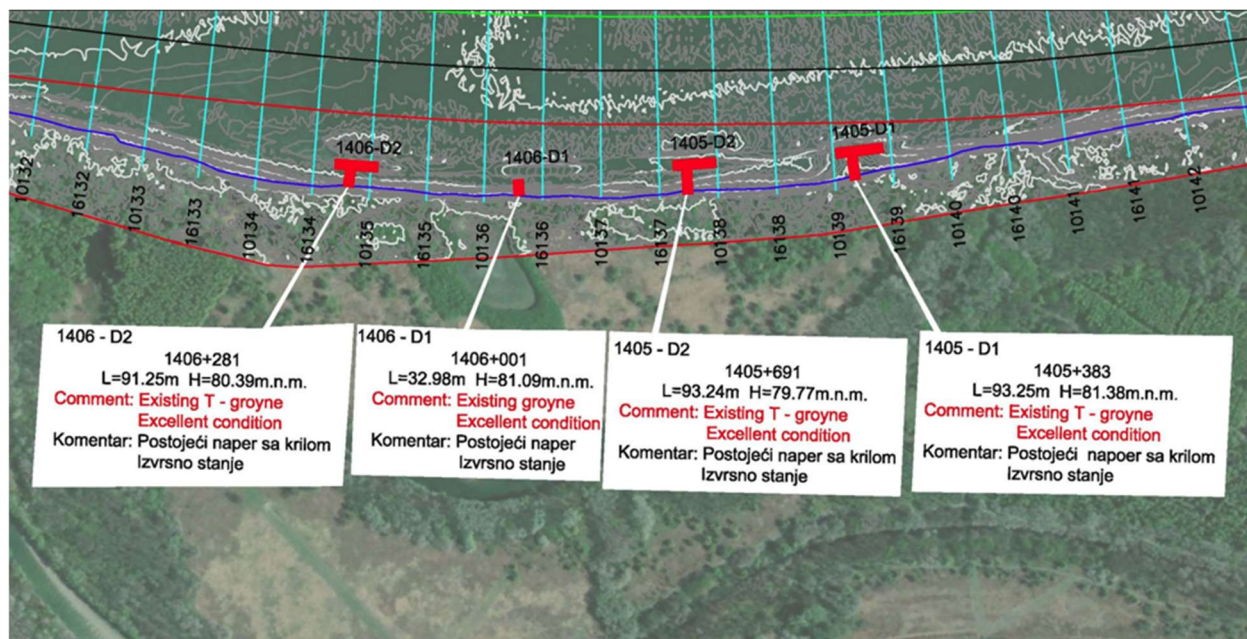 1406-D2
1406-D1
1405-D2
1405-D1
10132
16132
10133
16133
10134
16134
10135
16135
10136
16136
10137
16137
10138
16138
10139
16139
10140
16140
10141
16141
10142
1406 - D2
1406+281
L=91.25m H=80.39m.n.m.
Comment: Existing T - groyne
Excellent condition
Komentar: Postojeći naper sa krilom
Izvrsno stanje
1406 - D1
1406+001
L=32.98m H=81.09m.n.m.
Comment: Existing groyne
Excellent condition
Komentar: Postojeći naper
Izvrsno stanje
1405 - D2
1405+691
L=93.24m H=79.77m.n.m.
Comment: Existing T - groyne
Excellent condition
Komentar: Postojeći naper sa krilom
Izvrsno stanje
1405 - D1
1405+383
L=93.25m H=81.38m.n.m.
Comment: Existing T - groyne
Excellent condition
Komentar: Postojeći napoer sa krilom
Izvrsno stanje